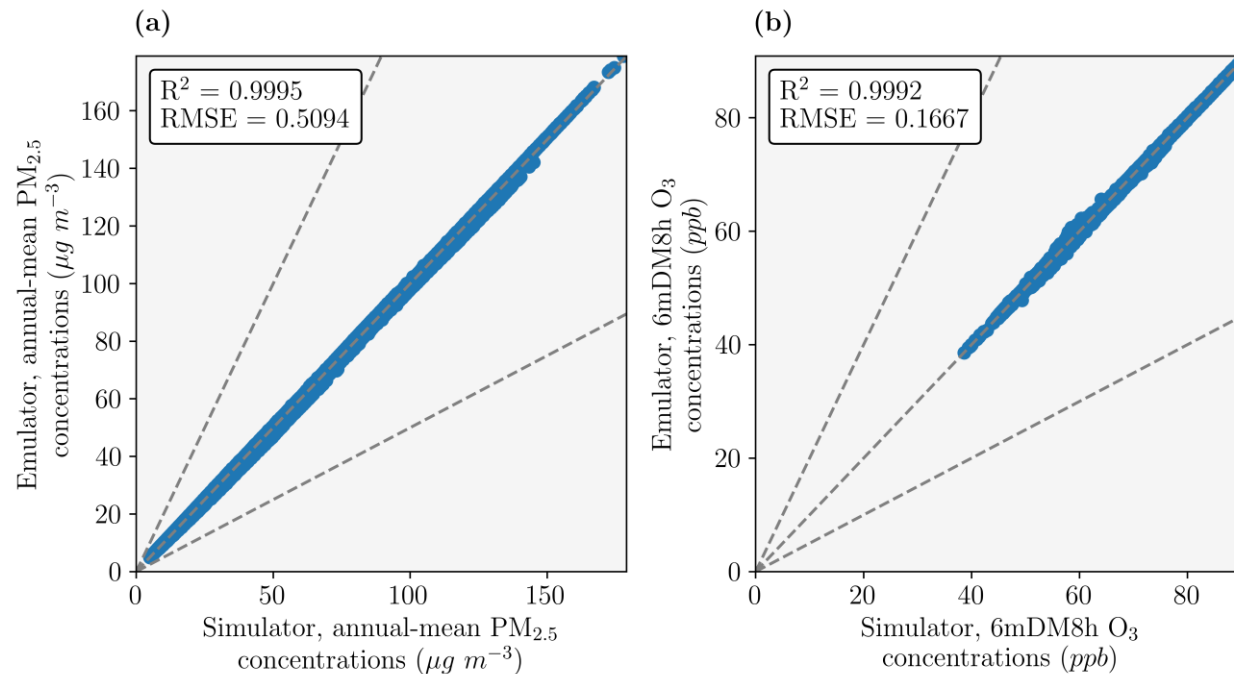 (a)
R² = 0.9995
RMSE = 0.5094
Emulator, annual-mean PM₂.₅
concentrations (μg m⁻³)
160
140
120
100
80
60
40
20
0
0 50 100 150
Simulator, annual-mean PM₂.₅
concentrations (μg m⁻³)
(b)
R² = 0.9992
RMSE = 0.1667
Emulator, 6mDM8h O₃
concentrations (ppb)
80
60
40
20
0
0 20 40 60 80
Simulator, 6mDM8h O₃
concentrations (ppb)